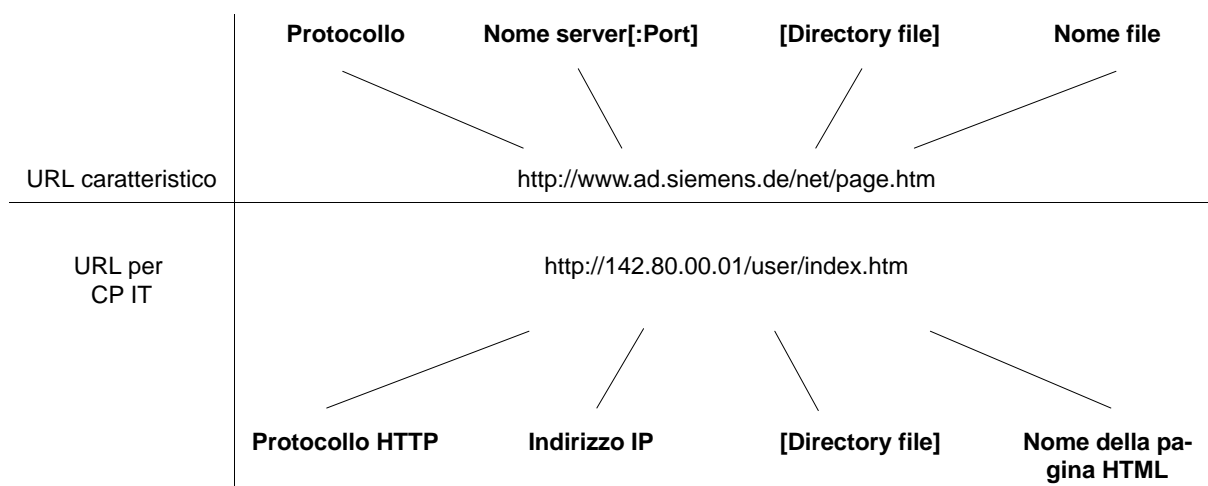 Protocollo Nome server[:Port] [Directory file] Nome file
URL caratteristico http://www.ad.siemens.de/net/page.htm
URL per http://142.80.00.01/user/index.htm
CP IT
Protocollo HTTP Indirizzo IP [Directory file] Nome della pa-
gina HTML